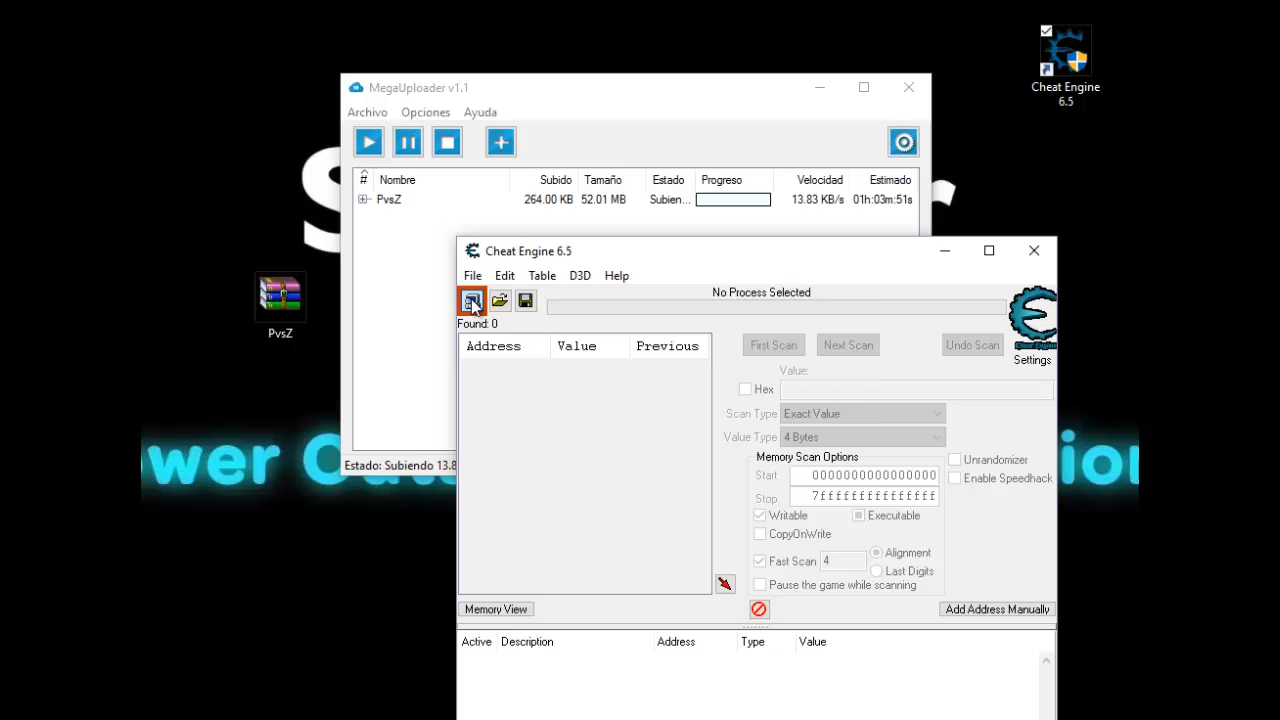 Cheat Engine
6.5
MegaUploader v1.1
Archivo Opciones Ayuda
# Nombre Subido Tamaño Estado Progreso Velocidad Estimado
PvsZ 264.00 KB 52.01 MB Subien... 13.83 KB/s 01h:03m:51s
Estado: Subiendo 13.8
PvsZ
Cheat Engine 6.5
File Edit Table D3D Help
No Process Selected
Found: 0
Address Value Previous
First Scan Next Scan Undo Scan
Cheat Engine
Settings
Value:
Hex
Scan Type Exact Value
Value Type 4 Bytes
Memory Scan Options
Start 0000000000000000
Stop 7fffffffffffffff
Unrandomizer
Enable Speedhack
Writable Executable
CopyOnWrite
Fast Scan 4 Alignment
Last Digits
Pause the game while scanning
Memory View Add Address Manually
Active Description Address Type Value
ower